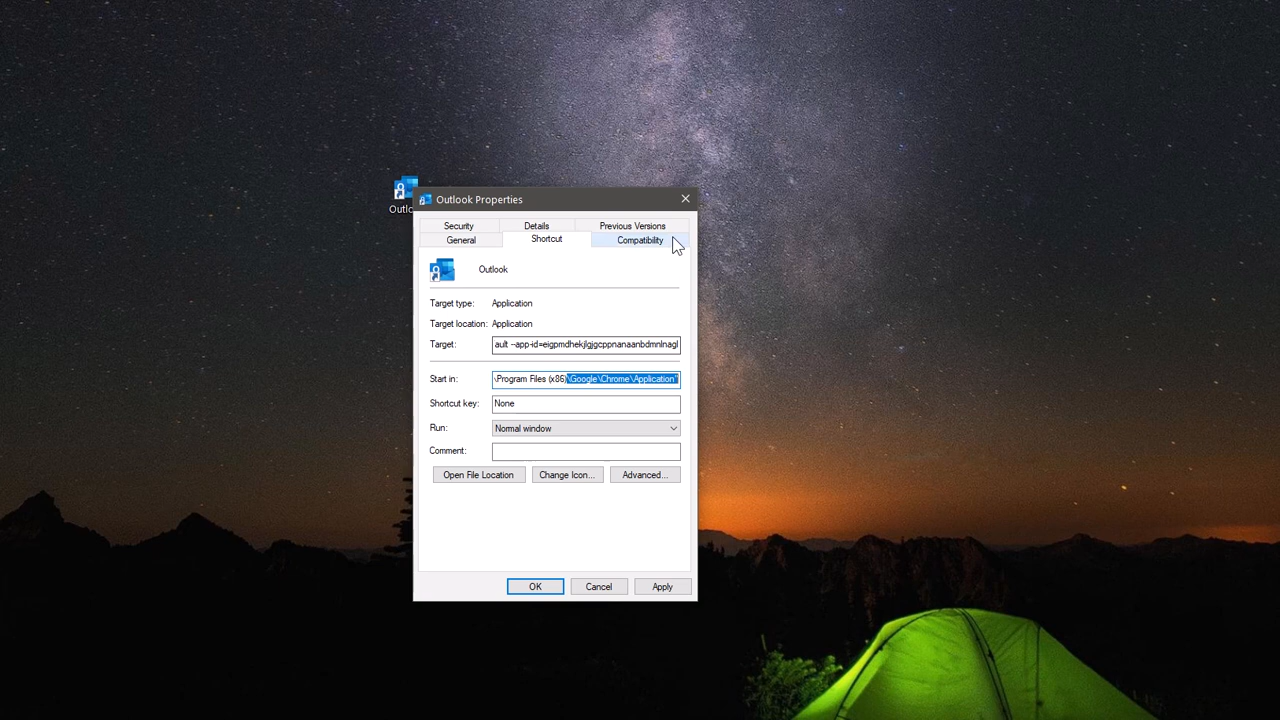 Outlo
Outlook Properties
Security Details Previous Versions
General Shortcut Compatibility
Outlook
Target type: Application
Target location: Application
Target: ault --app-id=eigpmdhekjlgjgcppnanaanbdmnlnagl
Start in: \Program Files (x86)\Google\Chrome\Application"
Shortcut key: None
Run: Normal window
Comment:
Open File Location Change Icon... Advanced...
OK Cancel Apply